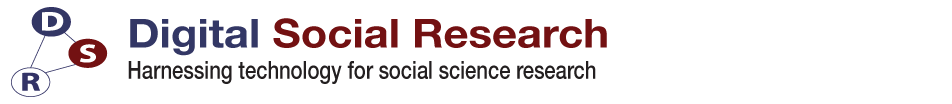 D
S
R
Digital Social Research
Harnessing technology for social science research